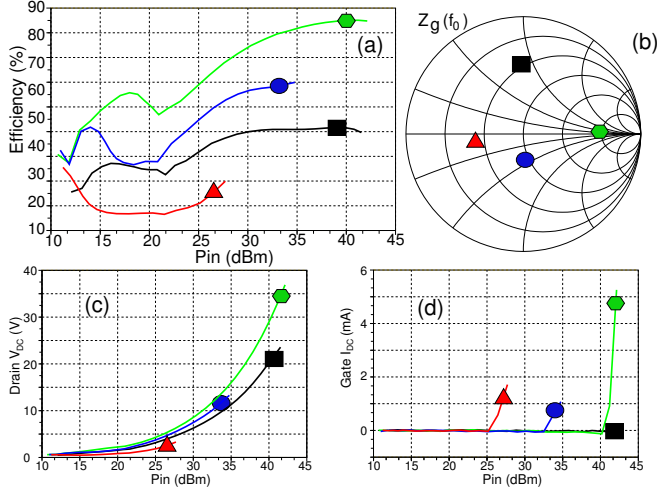 90
80
70
60
50
40
30
20
10
Efficiency (%)
(a)
10 15 20 25 30 35 40 45
Pin (dBm)
Zg(f0)
(b)
40
30
20
10
0
Drain VDC (V)
(c)
10 15 20 25 30 35 40 45
Pin (dBm)
6
4
2
0
Gate IDC (mA)
(d)
10 15 20 25 30 35 40 45
Pin (dBm)